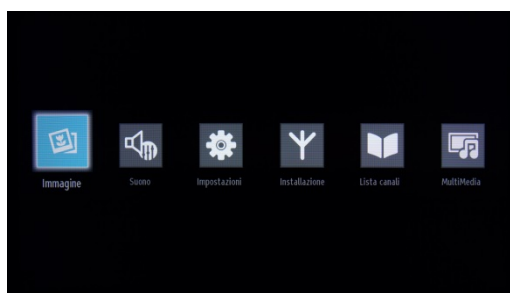 Immagine
Suono
Impostazioni
Installazione
Lista canali
MultiMedia